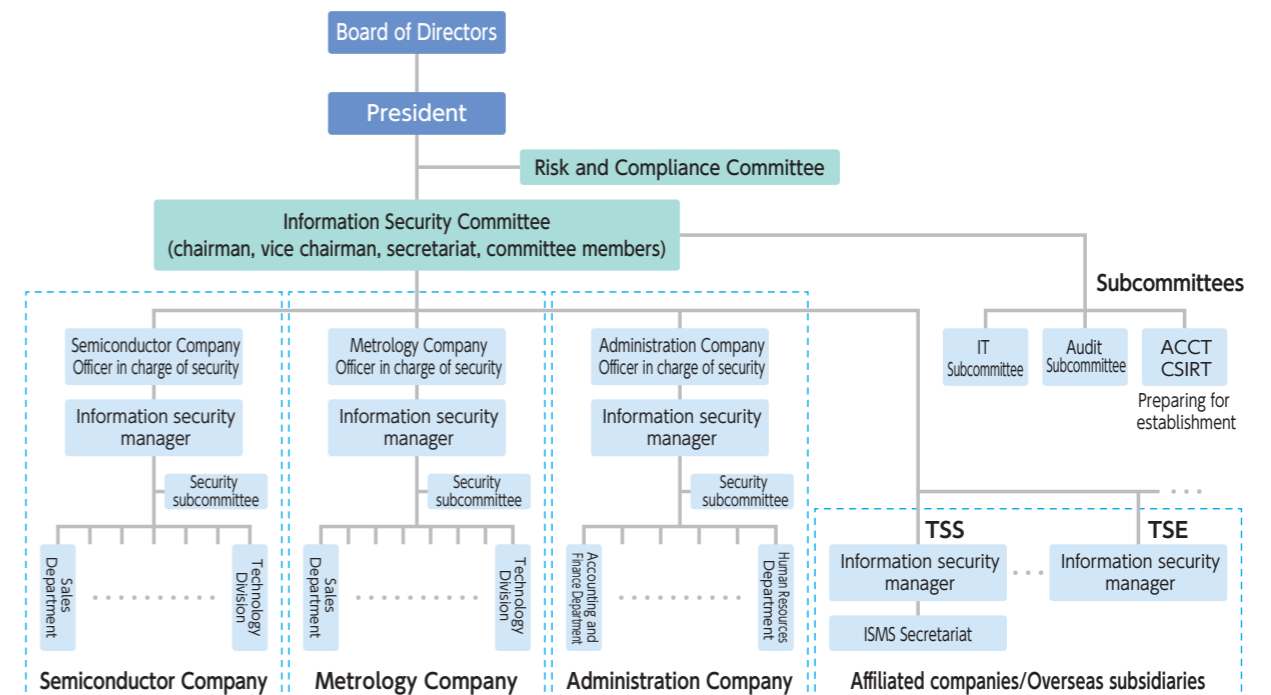 Board of Directors
President
Risk and Compliance Committee
Information Security Committee
(chairman, vice chairman, secretariat, committee members)
Subcommittees
IT
Subcommittee
Audit
Subcommittee
ACCT
CSIRT
Preparing for
establishment
Semiconductor Company
Officer in charge of security
Information security
manager
Security
subcommittee
Sales
Department
Technology
Division
Semiconductor Company
Metrology Company
Officer in charge of security
Information security
manager
Security
subcommittee
Sales
Department
Technology
Division
Metrology Company
Administration Company
Officer in charge of security
Information security
manager
Security
subcommittee
Accounting and
Finance Department
Human Resources
Department
Administration Company
TSS
Information security
manager
ISMS Secretariat
TSE
Information security
manager
Affiliated companies/Overseas subsidiaries